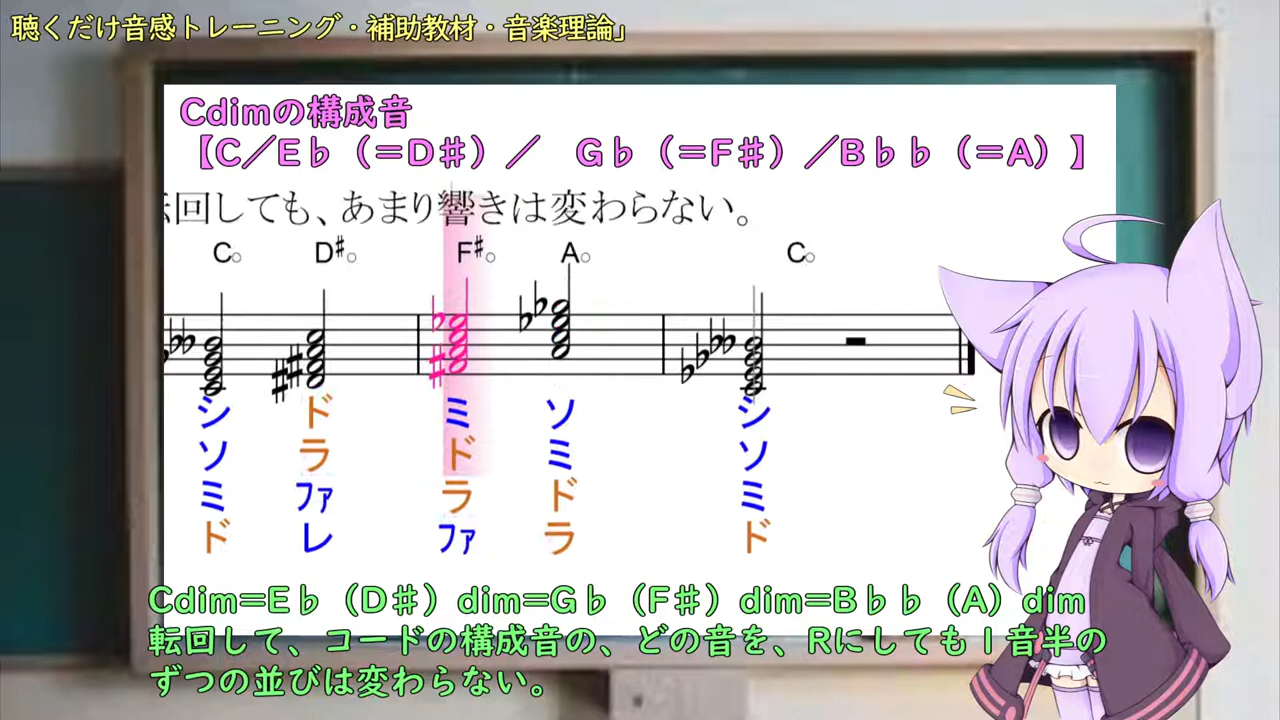 聴くだけ音感トレーニング・補助教材・音楽理論」
Cdimの構成音
【C／E♭（＝D♯）／　G♭（＝F♯）／B♭♭（＝A）】
回しても、あまり響きは変わらない。
C○ D♯○ F♯○ A○ C○
シ ド ミ ソ シ
ソ ラ ド ミ ソ
ミ ファ ラ ド ミ
ド レ ファ ラ ド
Cdim=E♭（D♯）dim=G♭（F♯）dim=B♭♭（A）dim
転回して、コードの構成音の、どの音を、Rにしても１音半の
ずつの並びは変わらない。